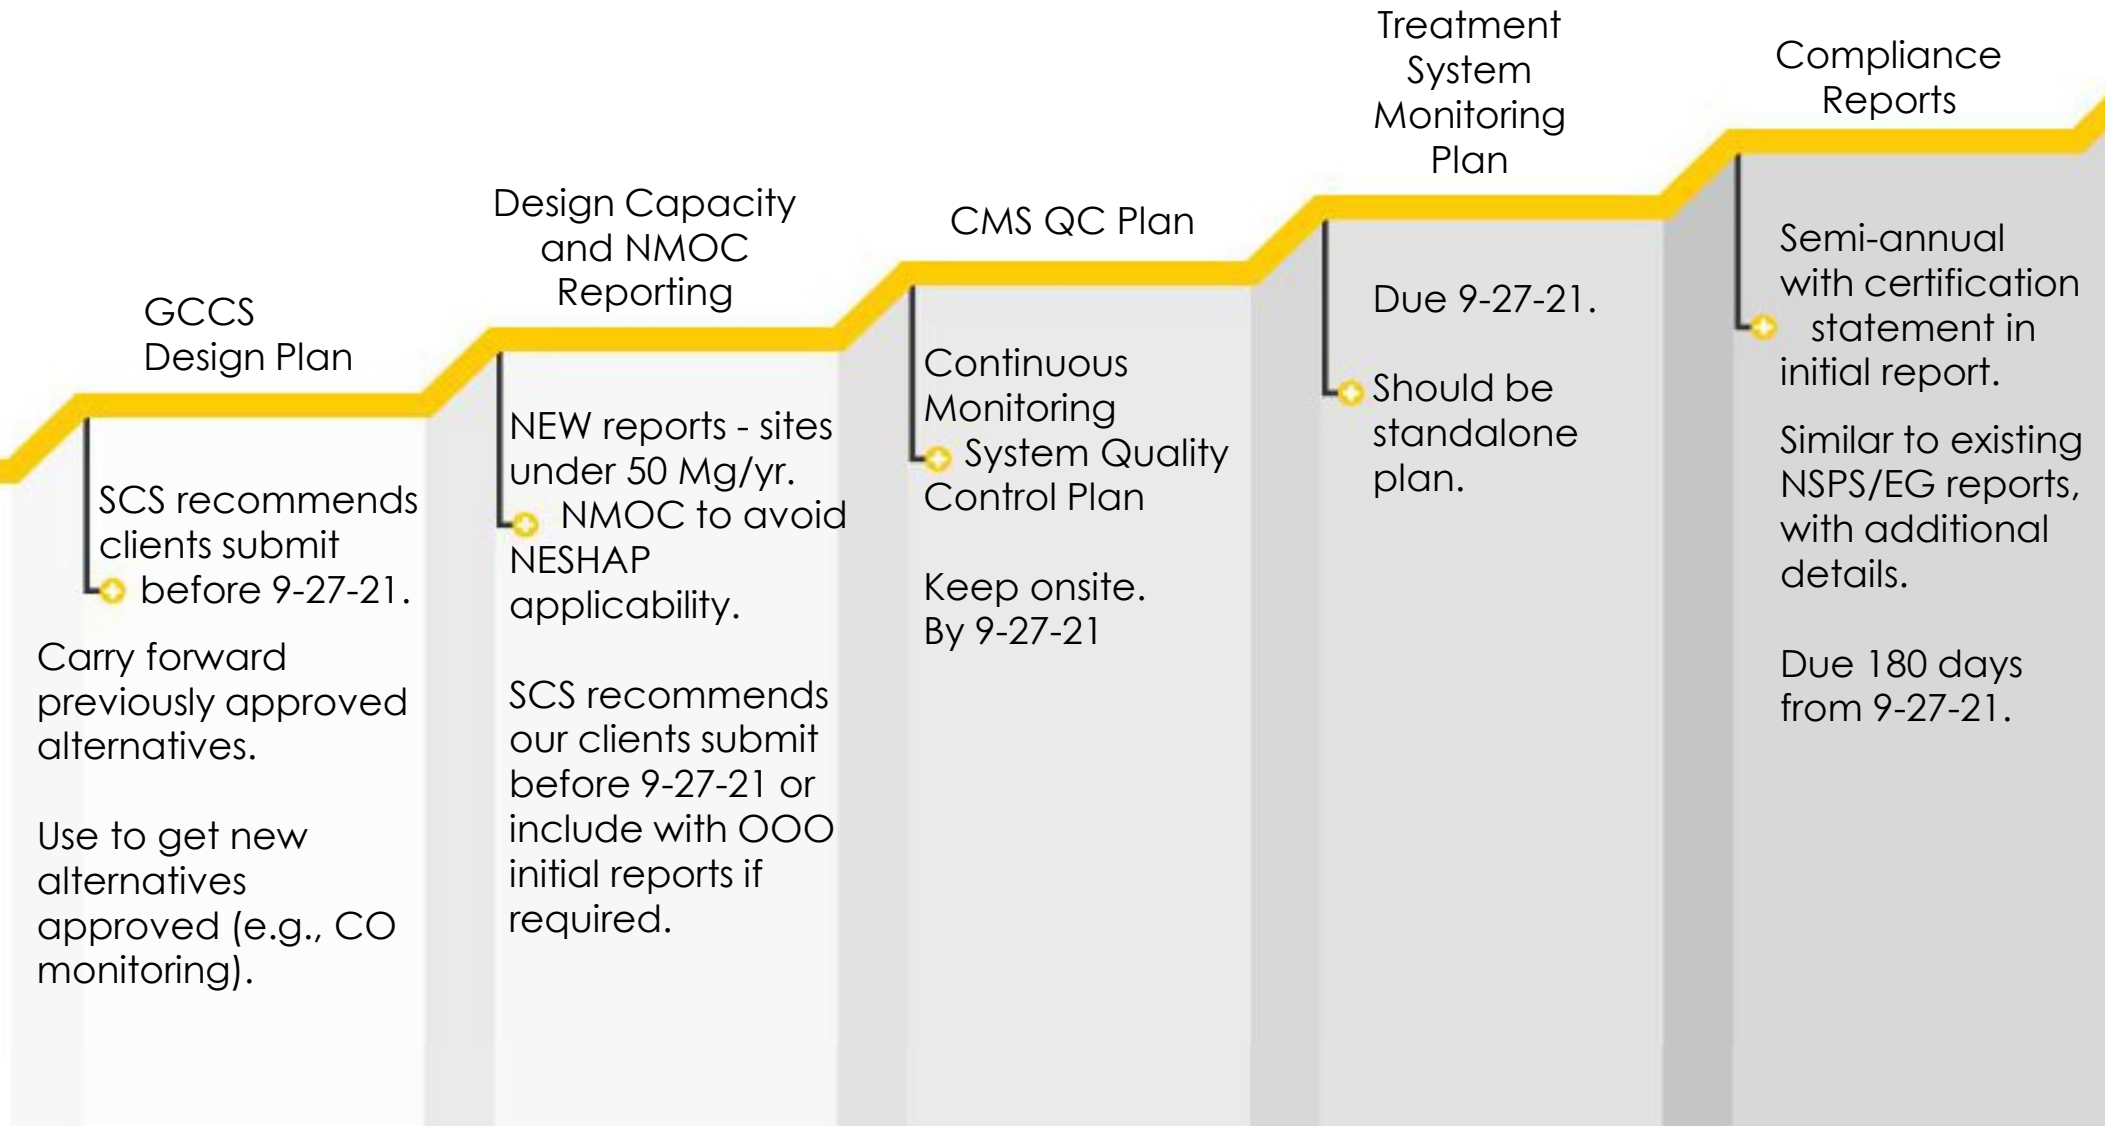 GCCS
Design Plan
SCS recommends
clients submit
before 9-27-21.
Carry forward
previously approved
alternatives.
Use to get new
alternatives
approved (e.g., CO
monitoring).
Design Capacity
and NMOC
Reporting
NEW reports - sites
under 50 Mg/yr.
NMOC to avoid
NESHAP
applicability.
SCS recommends
our clients submit
before 9-27-21 or
include with OOO
initial reports if
required.
CMS QC Plan
Continuous
Monitoring
System Quality
Control Plan
Keep onsite.
By 9-27-21
Treatment
System
Monitoring
Plan
Due 9-27-21.
Should be
standalone
plan.
Compliance
Reports
Semi-annual
with certification
statement in
initial report.
Similar to existing
NSPS/EG reports,
with additional
details.
Due 180 days
from 9-27-21.